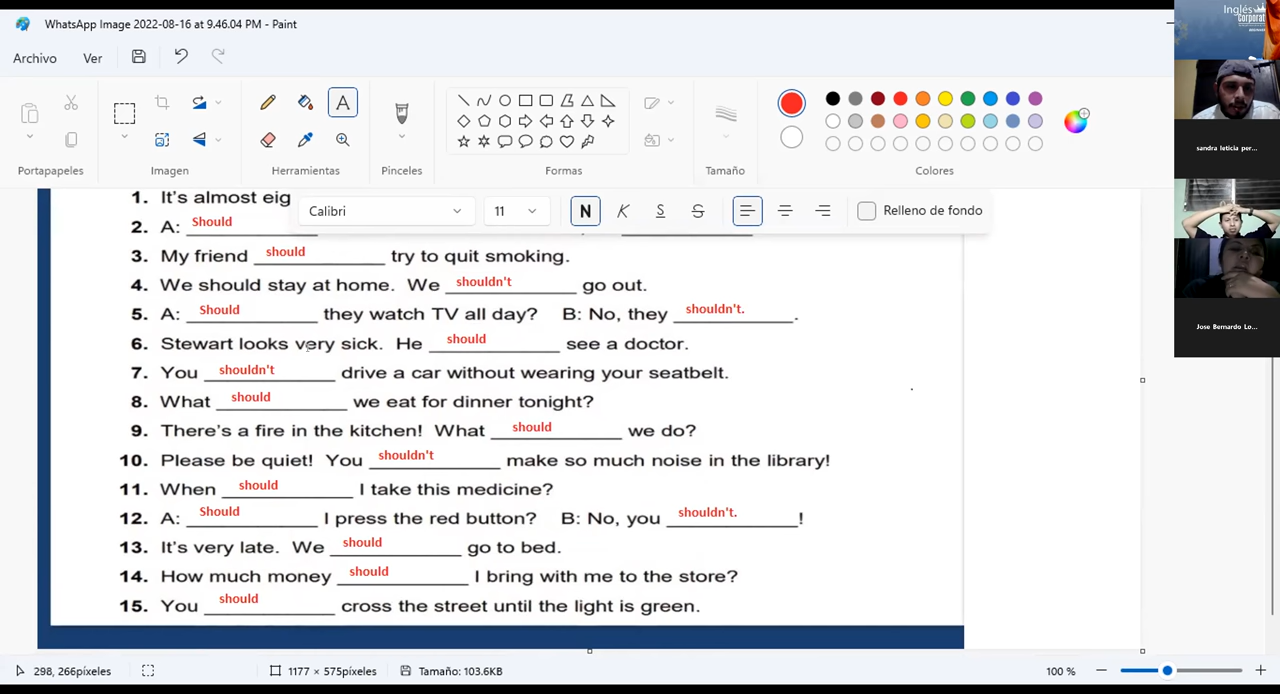 WhatsApp Image 2022-08-16 at 9.46.04 PM - Paint
Archivo Ver
Portapapeles Imagen Herramientas Pinceles Formas Tamaño Colores
Calibri 11 N K S S Relleno de fondo
1. It's almost eig
2. A: Should
3. My friend should try to quit smoking.
4. We should stay at home. We shouldn't go out.
5. A: Should they watch TV all day? B: No, they shouldn't. .
6. Stewart looks very sick. He should see a doctor.
7. You shouldn't drive a car without wearing your seatbelt.
8. What should we eat for dinner tonight?
9. There's a fire in the kitchen! What should we do?
10. Please be quiet! You shouldn't make so much noise in the library!
11. When should I take this medicine?
12. A: Should I press the red button? B: No, you shouldn't. !
13. It's very late. We should go to bed.
14. How much money should I bring with me to the store?
15. You should cross the street until the light is green.
298, 266píxeles 1177 × 575píxeles Tamaño: 103.6KB 100 %
Inglés
Corporat
sandra leticia per...
Jose Bernardo Lo...